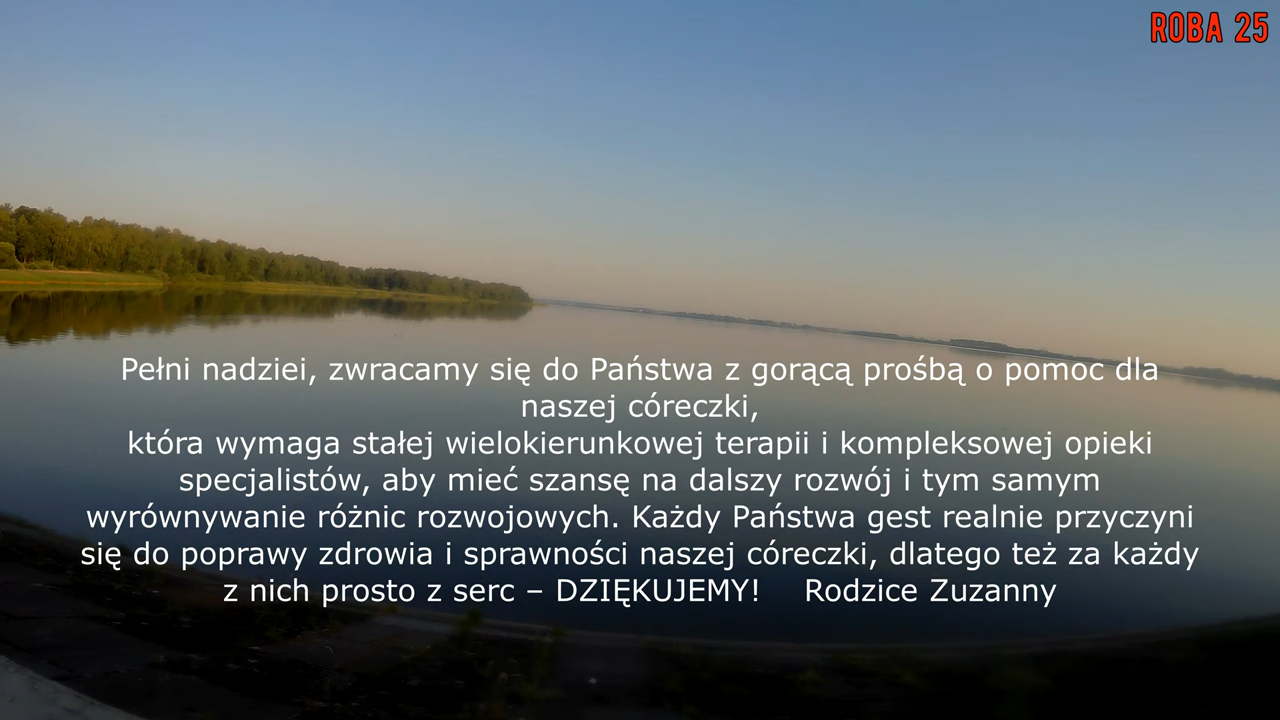 ROBA 25
Pełni nadziei, zwracamy się do Państwa z gorącą prośbą o pomoc dla
naszej córeczki,
która wymaga stałej wielokierunkowej terapii i kompleksowej opieki
specjalistów, aby mieć szansę na dalszy rozwój i tym samym
wyrównywanie różnic rozwojowych. Każdy Państwa gest realnie przyczyni
się do poprawy zdrowia i sprawności naszej córeczki, dlatego też za każdy
z nich prosto z serc – DZIĘKUJEMY! Rodzice Zuzanny